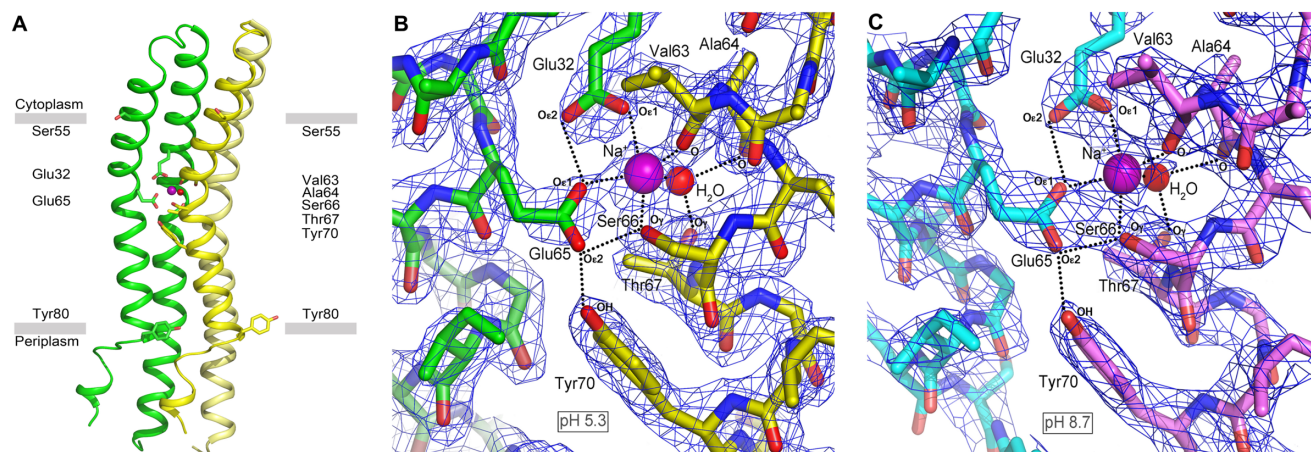 A
Cytoplasm
Ser55
Ser55
Glu32
Glu65
Val63
Ala64
Ser66
Thr67
Tyr70
Tyr80
Tyr80
Periplasm
B
Val63
Ala64
Glu32
Oε2
Oε1
Na+
O
O
Oε1
H2O
Ser66
Oγ
Oγ
Glu65
Oε2
Thr67
OH
Tyr70
pH 5.3
C
Val63
Glu32
Ala64
Oε2
Oε1
Na+
O
O
Oε1
H2O
Ser66
Oγ
Oγ
Glu65
Oε2
Thr67
OH
Tyr70
pH 8.7